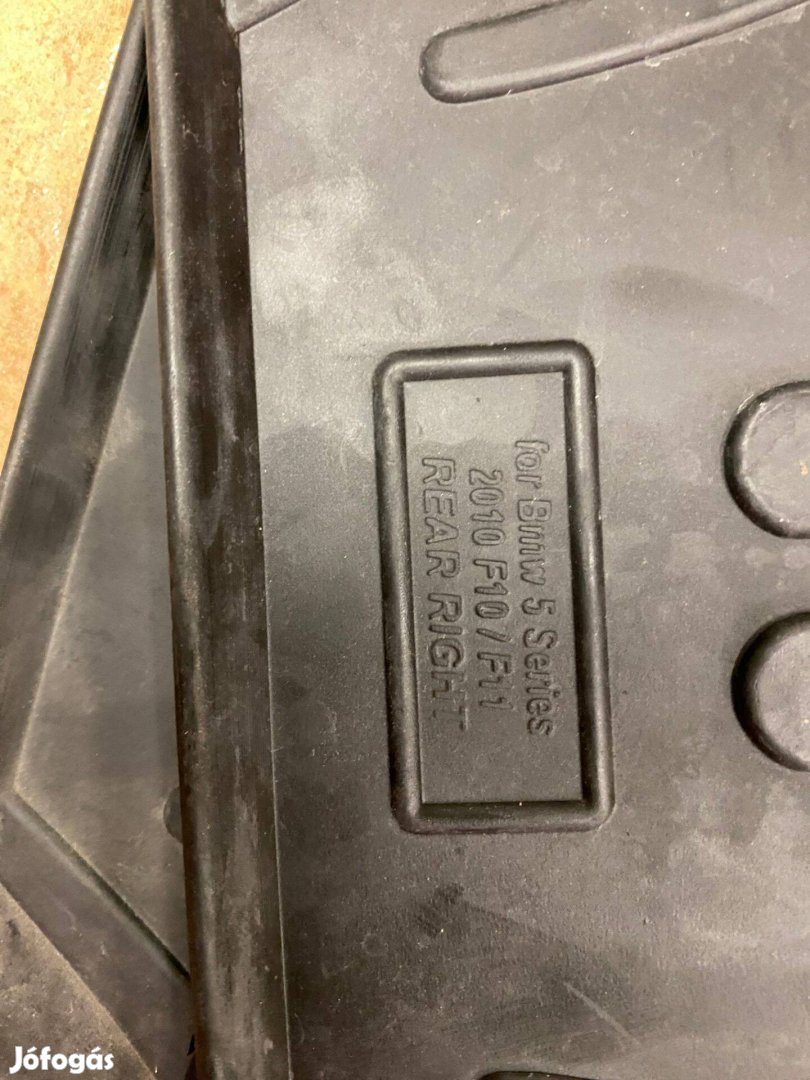 for Bmw 5 Series
2010 F10 / F11
REAR RIGHT
Jófogás